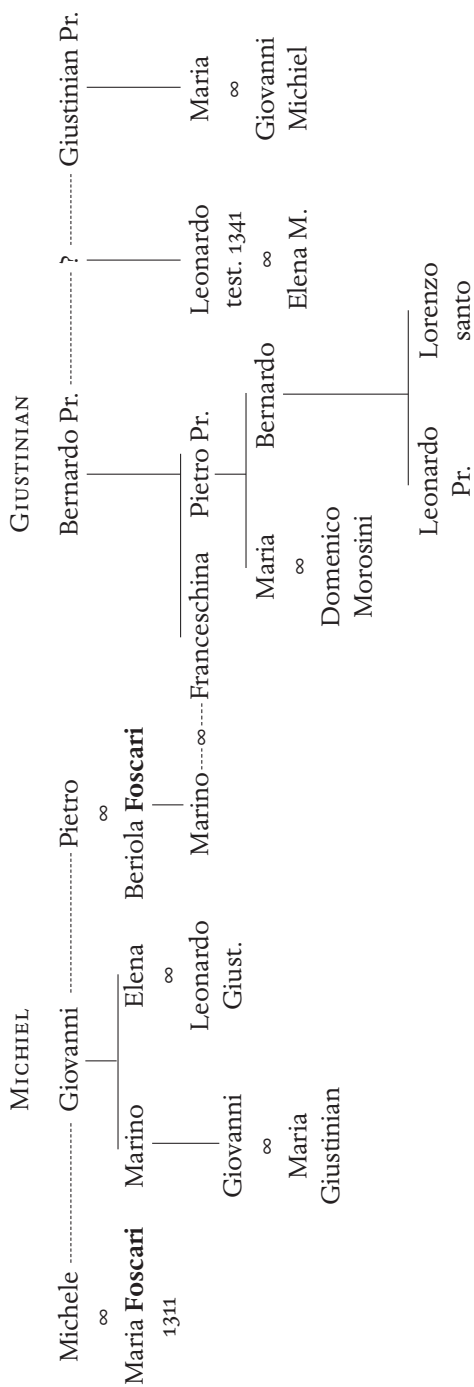 MICHIEL
GIUSTINIAN
Michele
Giovanni
Pietro
Bernardo Pr.
?
Giustinian Pr.
∞
Maria Foscari
1311
Marino
Elena
∞
Leonardo
Giust.
Giovanni
∞
Maria
Giustinian
∞
Beriola Foscari
Marino
∞
Franceschina
Pietro Pr.
Maria
∞
Domenico
Morosini
Bernardo
Leonardo
Pr.
Lorenzo
santo
Leonardo
test. 1341
∞
Elena M.
Maria
∞
Giovanni
Michiel